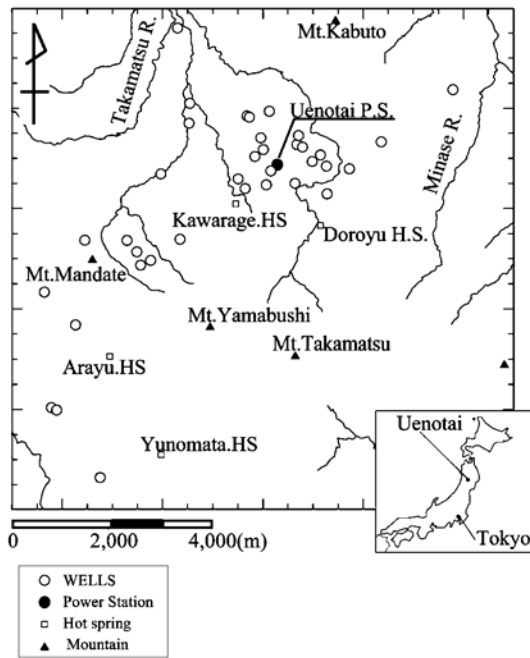 Mt.Kabuto
Takamatsu R.
Uenotai P.S.
Minase R.
Kawarage.HS
Doroyu H.S.
Mt.Mandate
Mt.Yamabushi
Mt.Takamatsu
Arayu.HS
Yunomata.HS
Uenotai
Tokyo
0 2,000 4,000(m)
WELLS
Power Station
Hot spring
Mountain